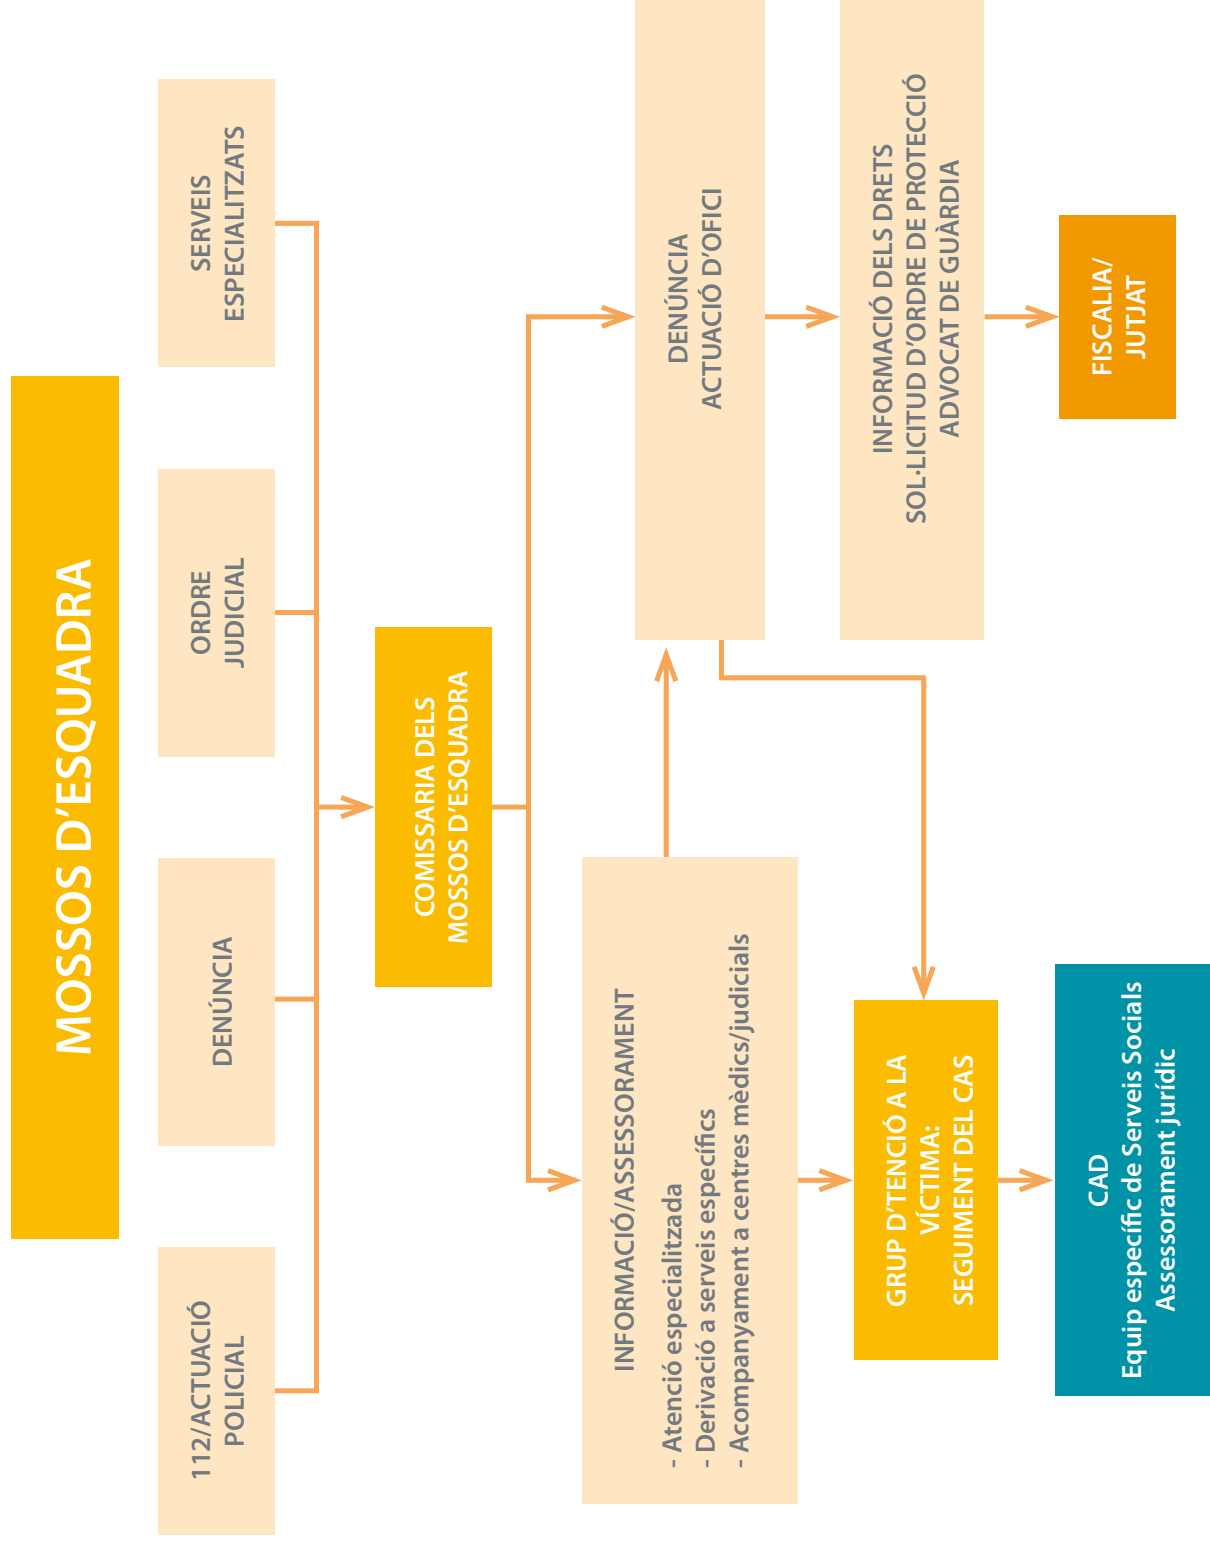 MOSSOS D'ESQUADRA
112/ACTUACIÓ
POLICIAL
DENÚNCIA
ORDRE
JUDICIAL
SERVEIS
ESPECIALITZATS
COMISSARIA DELS
MOSSOS D'ESQUADRA
INFORMACIÓ/ASSESSORAMENT
- Atenció especialitzada
- Derivació a serveis específics
- Acompanyament a centres mèdics/judicials
DENÚNCIA
ACTUACIÓ D'OFICI
GRUP D'TENCIÓ A LA
VÍCTIMA:
SEGUIMENT DEL CAS
INFORMACIÓ DELS DRETS
SOL·LICITUD D'ORDRE DE PROTECCIÓ
ADVOCAT DE GUÀRDIA
CAD
Equip específic de Serveis Socials
Assessorament jurídic
FISCALIA/
JUTJAT